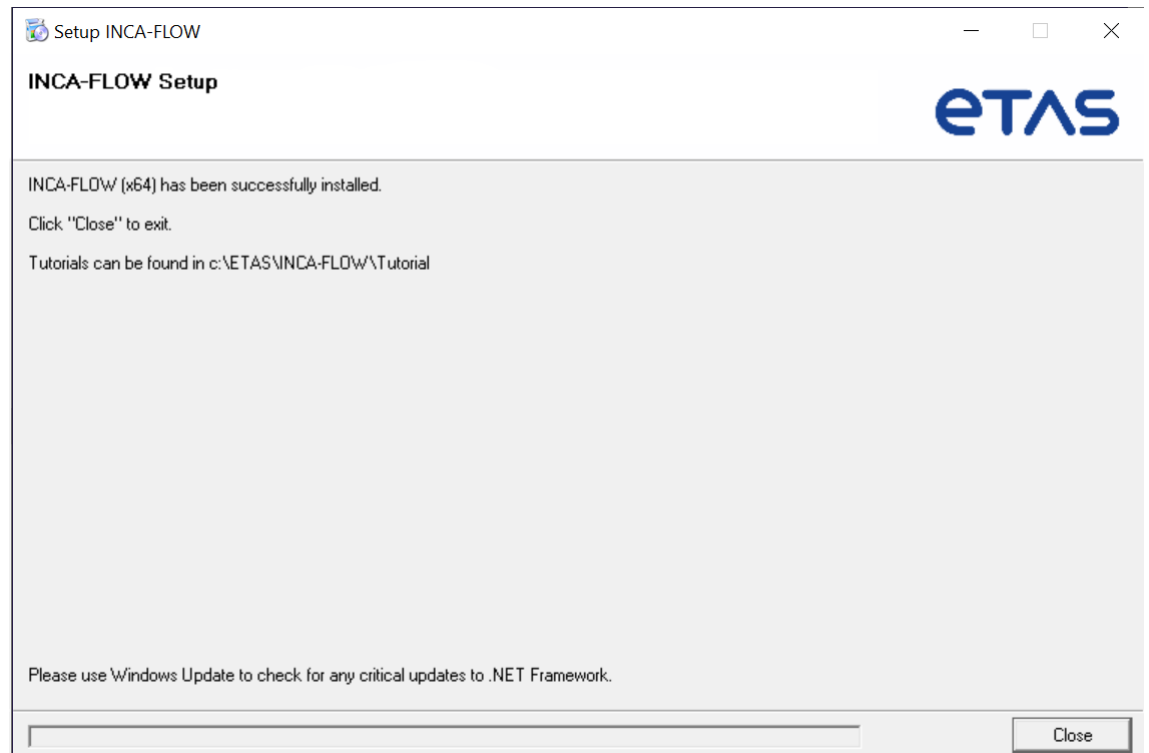 Setup INCA-FLOW
INCA-FLOW Setup
eTAS
INCA-FLOW (x64) has been successfully installed.
Click "Close" to exit.
Tutorials can be found in c:\ETAS\INCA-FLOW\Tutorial
Please use Windows Update to check for any critical updates to .NET Framework.
Close